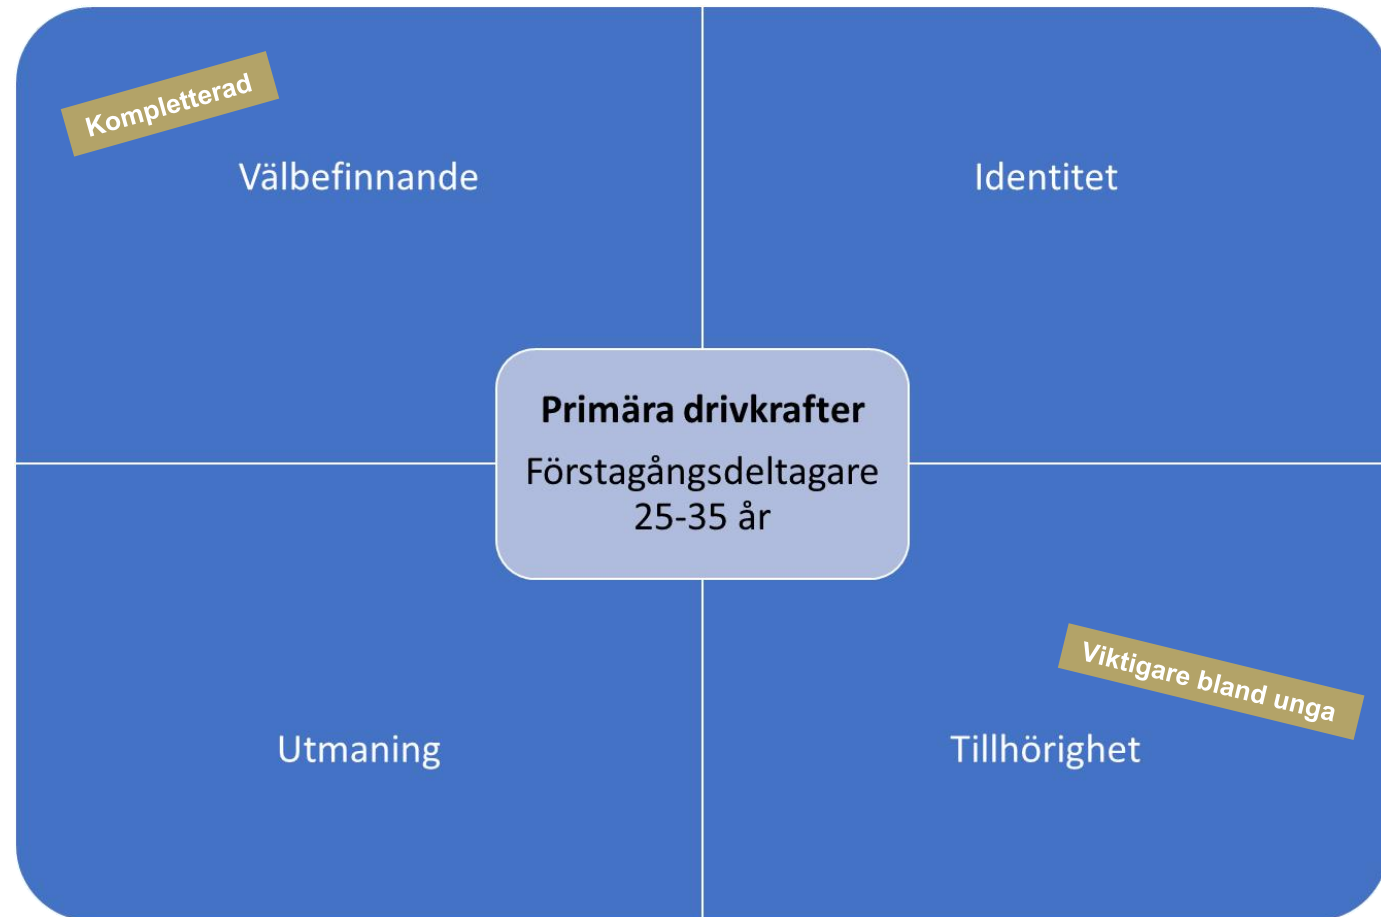 Kompletterad
Välbefinnande
Identitet
Primära drivkrafter
Förstagångsdeltagare
25-35 år
Viktigare bland unga
Utmaning
Tillhörighet